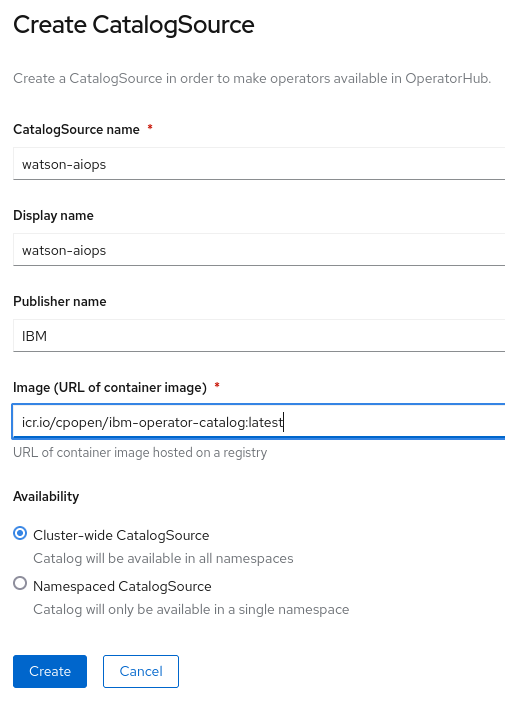 Create CatalogSource
Create a CatalogSource in order to make operators available in OperatorHub.
CatalogSource name *
watson-aiops
Display name
watson-aiops
Publisher name
IBM
Image (URL of container image) *
icr.io/cpopen/ibm-operator-catalog:latest
URL of container image hosted on a registry
Availability
Cluster-wide CatalogSource
Catalog will be available in all namespaces
Namespaced CatalogSource
Catalog will only be available in a single namespace
Create Cancel